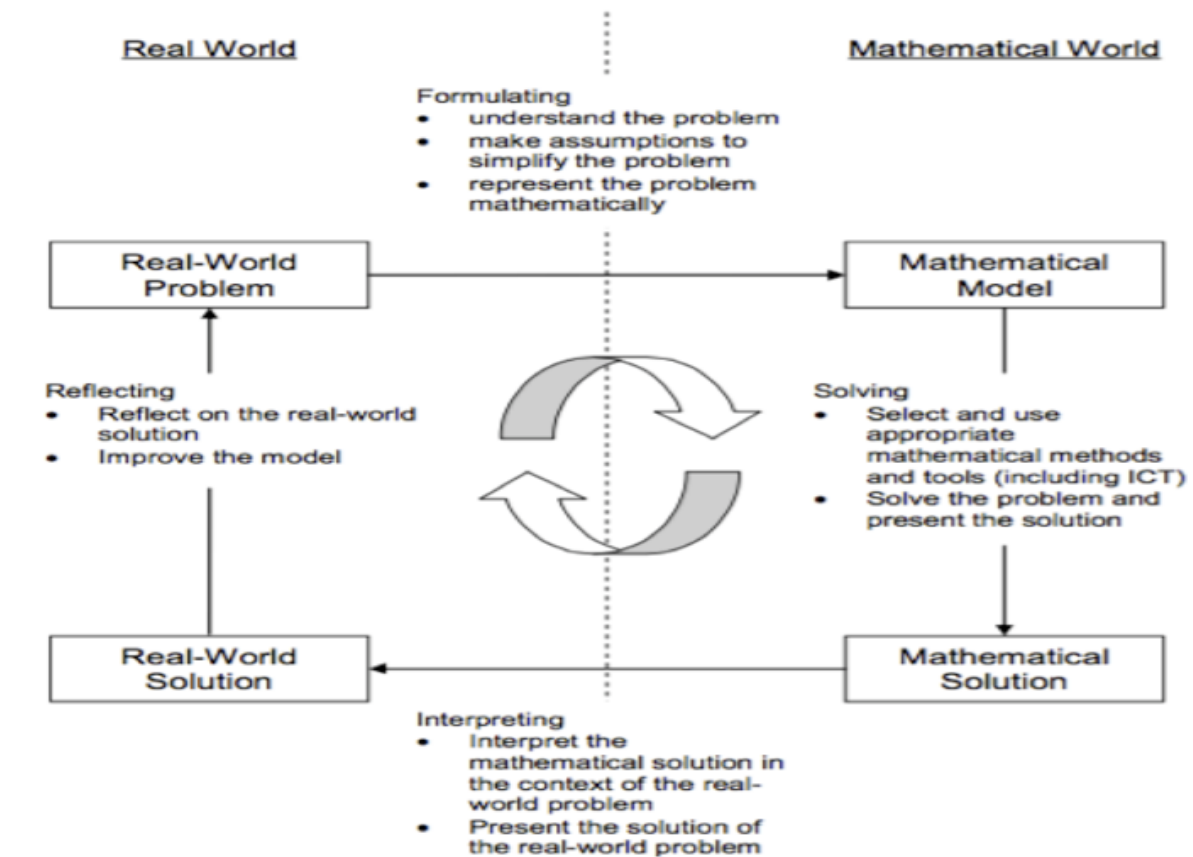 Real World
Mathematical World
Formulating
• understand the problem
• make assumptions to
simplify the problem
• represent the problem
mathematically
Real-World
Problem
Mathematical
Model
Reflecting
• Reflect on the real-world
solution
• Improve the model
Solving
• Select and use
appropriate
mathematical methods
and tools (including ICT)
• Solve the problem and
present the solution
Real-World
Solution
Mathematical
Solution
Interpreting
• Interpret the
mathematical solution in
the context of the real-
world problem
• Present the solution of
the real-world problem